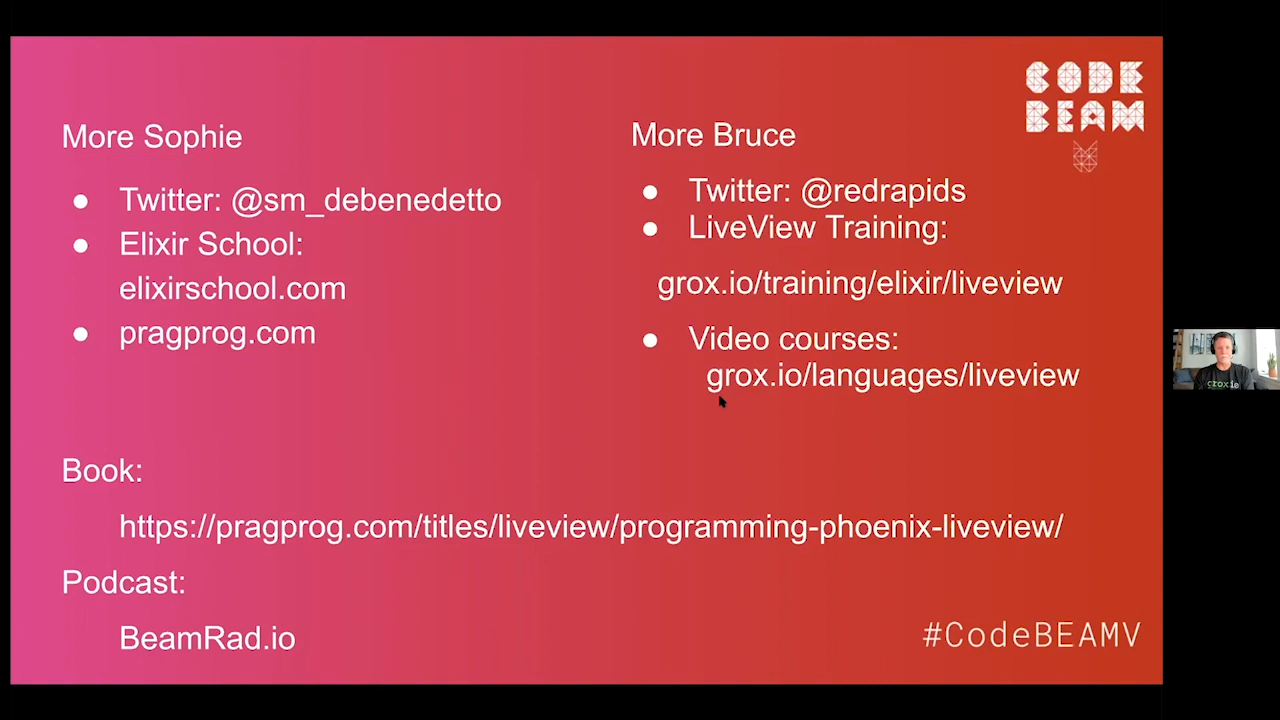 CODE
BEAM
More Sophie
● Twitter: @sm_debenedetto
● Elixir School:
elixirschool.com
● pragprog.com
More Bruce
● Twitter: @redrapids
● LiveView Training:
grox.io/training/elixir/liveview
● Video courses:
grox.io/languages/liveview
Book:
https://pragprog.com/titles/liveview/programming-phoenix-liveview/
Podcast:
BeamRad.io
#CodeBEAMV
grox.io